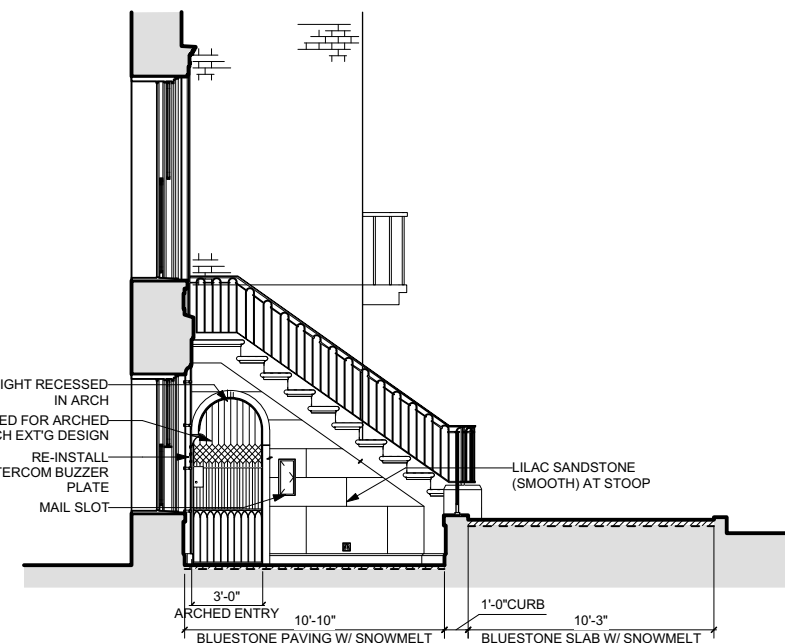 IGHT RECESSED
IN ARCH
ED FOR ARCHED
CH EXT'G DESIGN
RE-INSTALL
TERCOM BUZZER
PLATE
MAIL SLOT
LILAC SANDSTONE
(SMOOTH) AT STOOP
3'-0"
ARCHED ENTRY
10'-10"
BLUESTONE PAVING W/ SNOWMELT
1'-0"CURB
10'-3"
BLUESTONE SLAB W/ SNOWMELT